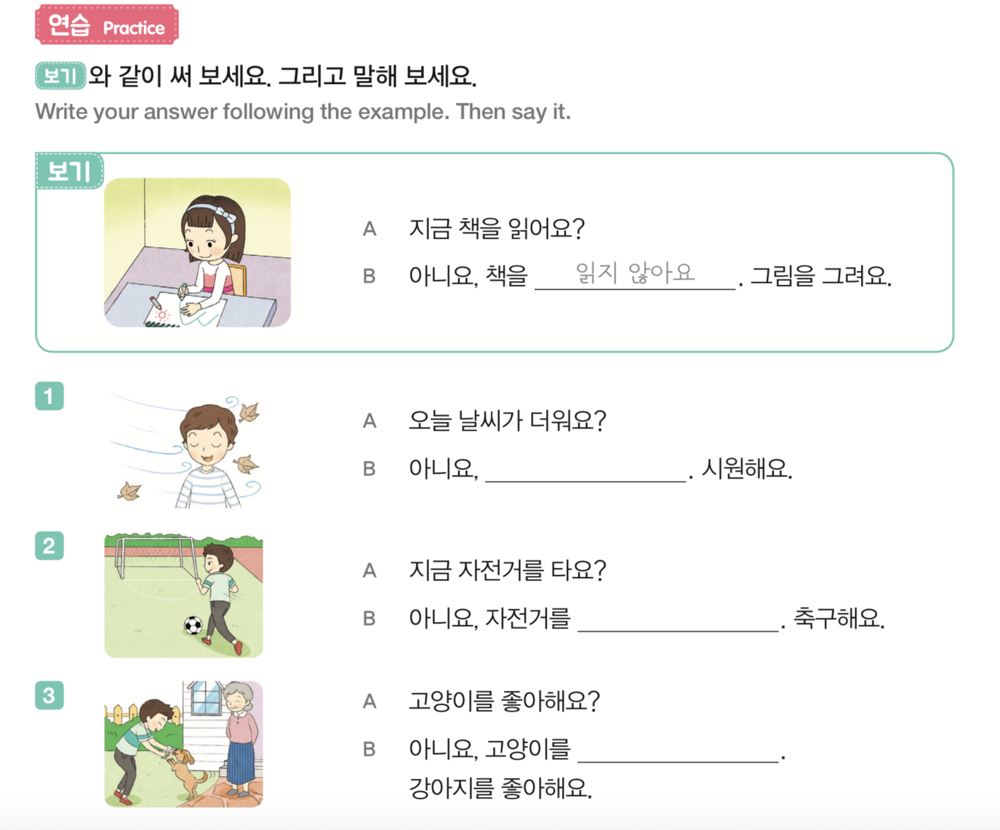 연습 Practice
보기 와 같이 써 보세요. 그리고 말해 보세요.
Write your answer following the example. Then say it.
보기
A 지금 책을 읽어요?
B 아니요, 책을 읽지 않아요. 그림을 그려요.
1
A 오늘 날씨가 더워요?
B 아니요, ____________. 시원해요.
2
A 지금 자전거를 타요?
B 아니요, 자전거를 ____________. 축구해요.
3
A 고양이를 좋아해요?
B 아니요, 고양이를 ____________.
강아지를 좋아해요.